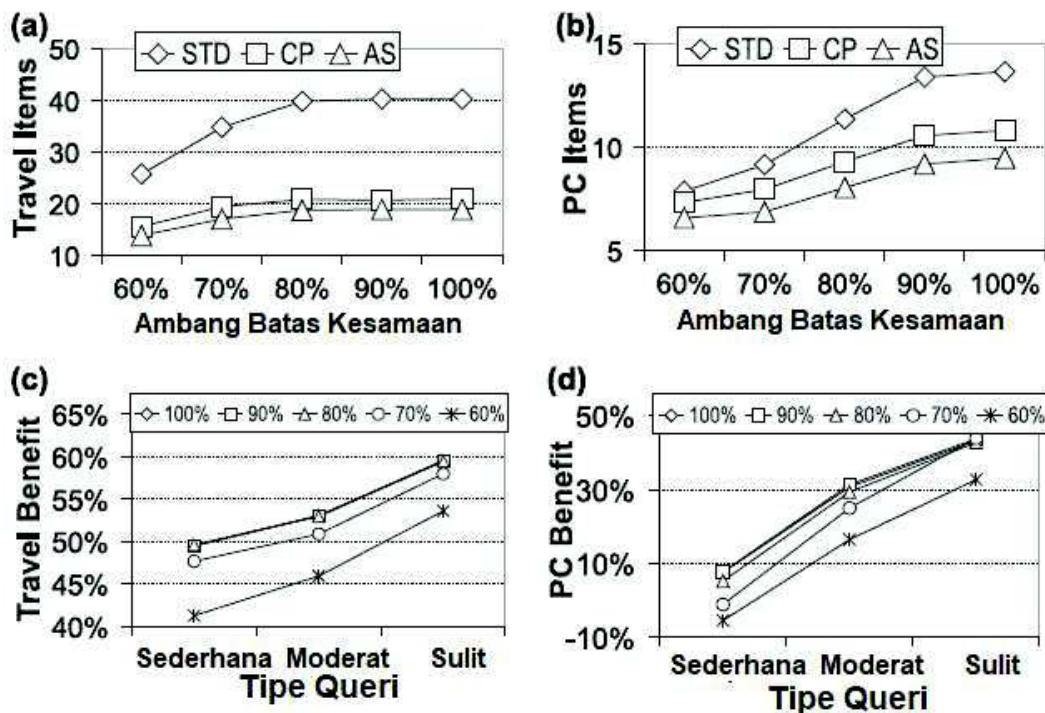 (a)
50
40
30
20
10
Travel Items
STD CP AS
60% 70% 80% 90% 100%
Ambang Batas Kesamaan
(b)
15
10
5
PC Items
STD CP AS
60% 70% 80% 90% 100%
Ambang Batas Kesamaan
(c)
65%
60%
55%
50%
45%
40%
Travel Benefit
100% 90% 80% 70% 60%
Sederhana Moderat Sulit
Tipe Queri
(d)
50%
30%
10%
-10%
PC Benefit
100% 90% 80% 70% 60%
Sederhana Moderat Sulit
Tipe Queri